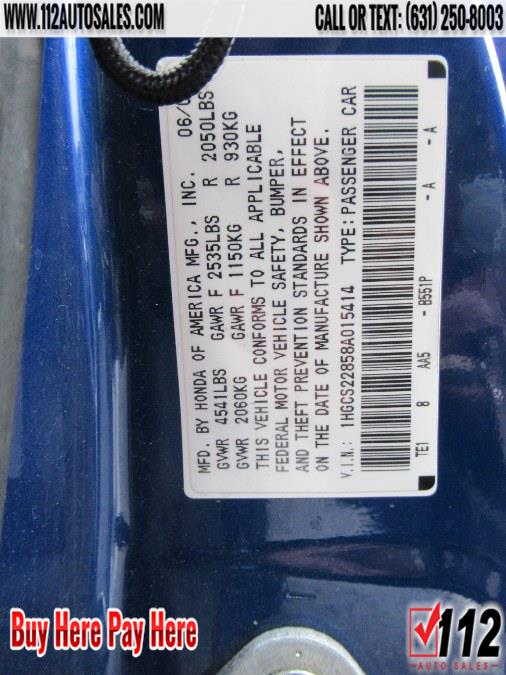 WWW.112AUTOSALES.COM
CALL OR TEXT: (631) 250-8003
MFD. BY HONDA OF AMERICA MFG., INC. 06/0
GVWR 4541LBS GAWR F 2535LBS R 2050LBS
GVWR 2060KG GAWR F 1150KG R 930KG
THIS VEHICLE CONFORMS TO ALL APPLICABLE
FEDERAL MOTOR VEHICLE SAFETY, BUMPER,
AND THEFT PREVENTION STANDARDS IN EFFECT
ON THE DATE OF MANUFACTURE SHOWN ABOVE.
V.I.N.: 1HGCS22858A015414 TYPE: PASSENGER CAR
TE1 8 AA5 - B551P -A -A
Buy Here Pay Here
112
AUTO SALES